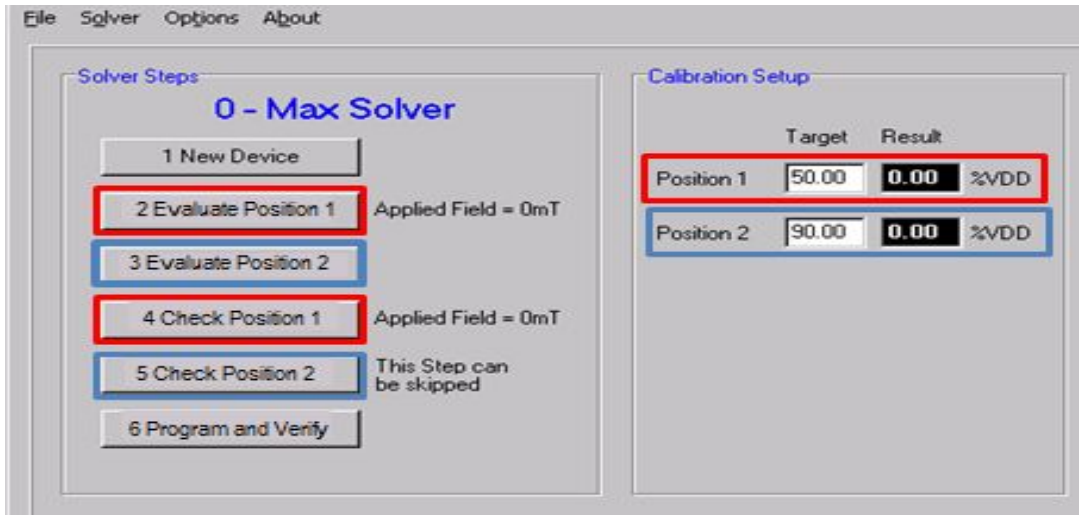 File Solver Options About
Solver Steps
0 - Max Solver
1 New Device
2 Evaluate Position 1 Applied Field = 0mT
3 Evaluate Position 2
4 Check Position 1 Applied Field = 0mT
5 Check Position 2 This Step can
be skipped
6 Program and Verify
Calibration Setup
Target Result
Position 1 50.00 0.00 %VDD
Position 2 90.00 0.00 %VDD